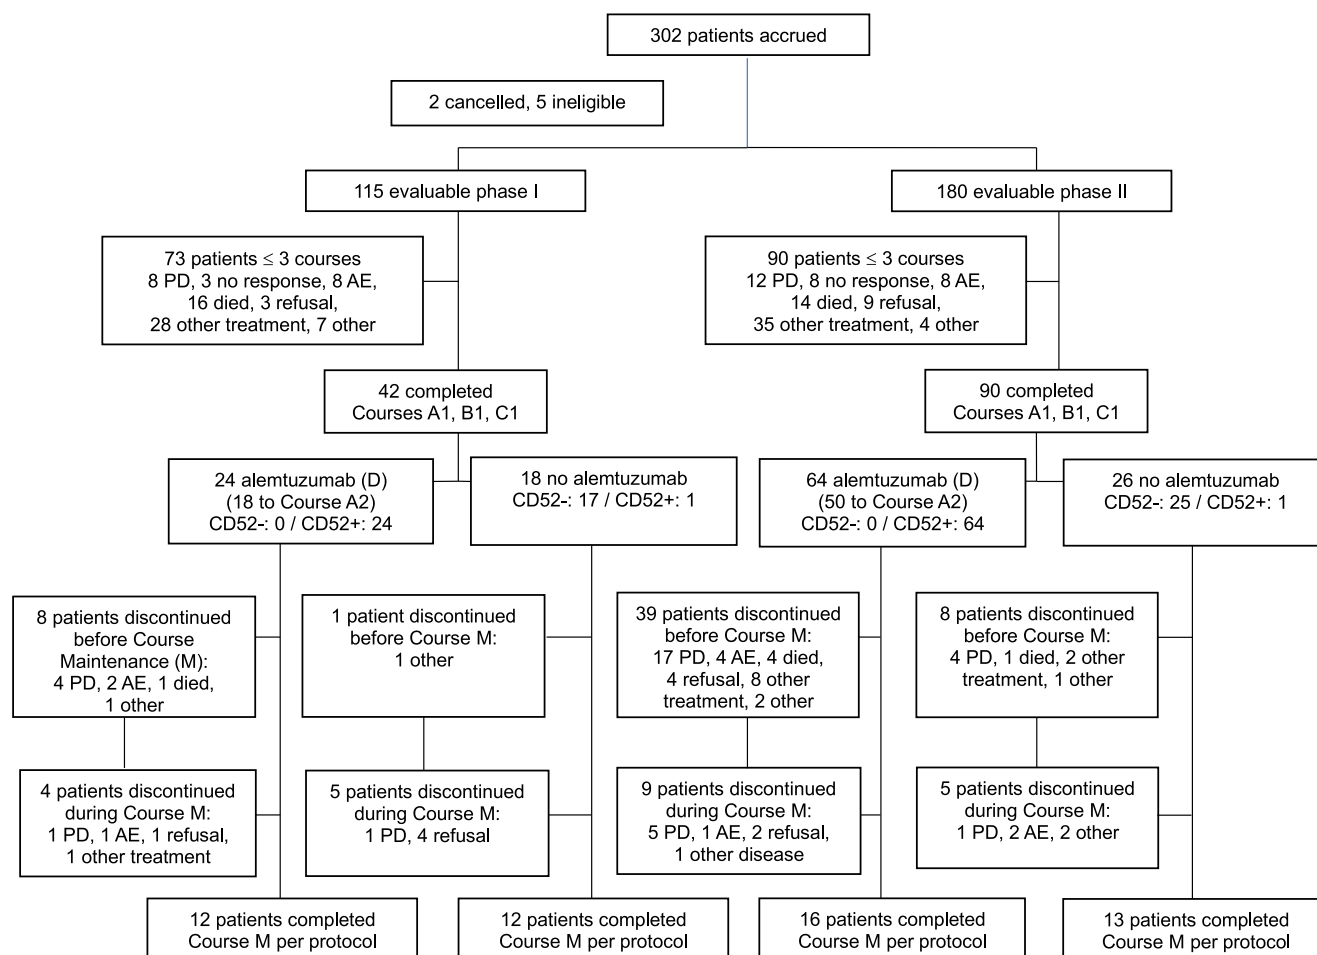 302 patients accrued
2 cancelled, 5 ineligible
115 evaluable phase I
180 evaluable phase II
73 patients ≤ 3 courses
8 PD, 3 no response, 8 AE,
16 died, 3 refusal,
28 other treatment, 7 other
90 patients ≤ 3 courses
12 PD, 8 no response, 8 AE,
14 died, 9 refusal,
35 other treatment, 4 other
42 completed
Courses A1, B1, C1
90 completed
Courses A1, B1, C1
24 alemtuzumab (D)
(18 to Course A2)
CD52-: 0 / CD52+: 24
18 no alemtuzumab
CD52-: 17 / CD52+: 1
64 alemtuzumab (D)
(50 to Course A2)
CD52-: 0 / CD52+: 64
26 no alemtuzumab
CD52-: 25 / CD52+: 1
8 patients discontinued
before Course
Maintenance (M):
4 PD, 2 AE, 1 died,
1 other
1 patient discontinued
before Course M:
1 other
39 patients discontinued
before Course M:
17 PD, 4 AE, 4 died,
4 refusal, 8 other
treatment, 2 other
8 patients discontinued
before Course M:
4 PD, 1 died, 2 other
treatment, 1 other
4 patients discontinued
during Course M:
1 PD, 1 AE, 1 refusal,
1 other treatment
5 patients discontinued
during Course M:
1 PD, 4 refusal
9 patients discontinued
during Course M:
5 PD, 1 AE, 2 refusal,
1 other disease
5 patients discontinued
during Course M:
1 PD, 2 AE, 2 other
12 patients completed
Course M per protocol
12 patients completed
Course M per protocol
16 patients completed
Course M per protocol
13 patients completed
Course M per protocol